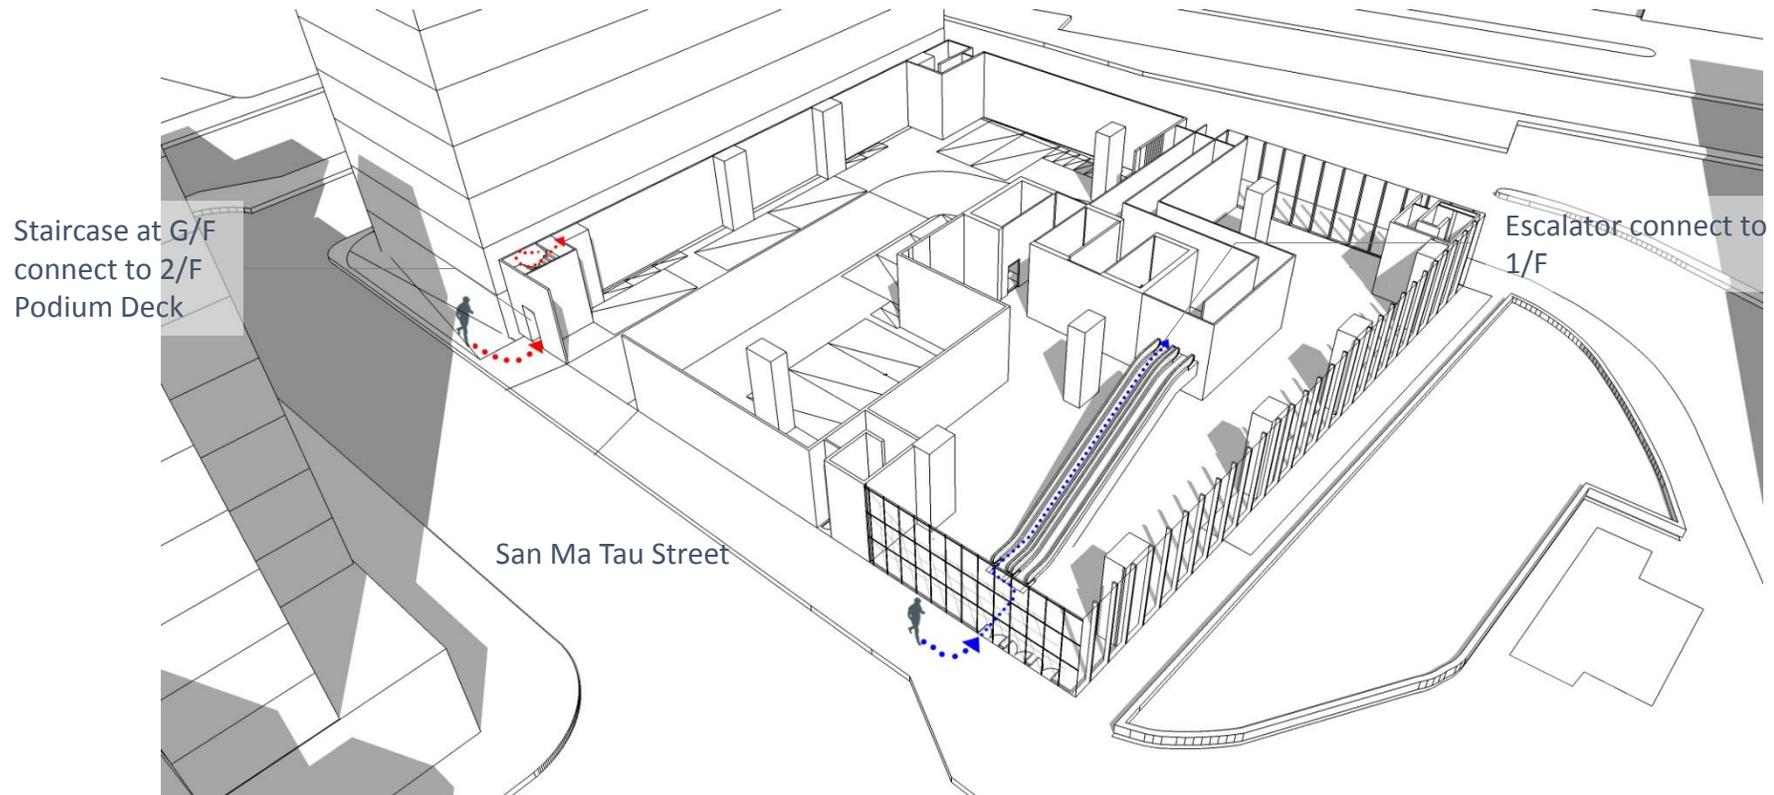 Staircase at G/F
connect to 2/F
Podium Deck
Escalator connect to
1/F
San Ma Tau Street